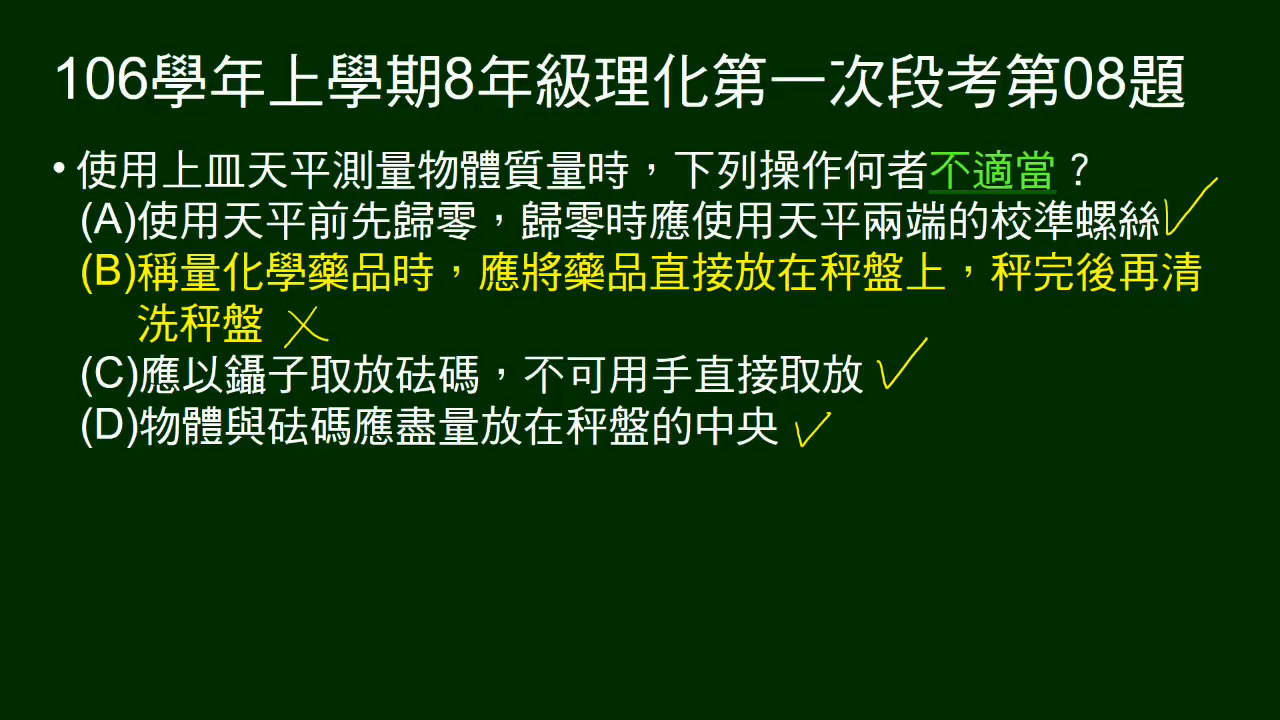 106學年上學期8年級理化第一次段考第08題
•使用上皿天平測量物體質量時，下列操作何者不適當？
(A)使用天平前先歸零，歸零時應使用天平兩端的校準螺絲
(B)稱量化學藥品時，應將藥品直接放在秤盤上，秤完後再清
洗秤盤
(C)應以鑷子取放砝碼，不可用手直接取放
(D)物體與砝碼應盡量放在秤盤的中央